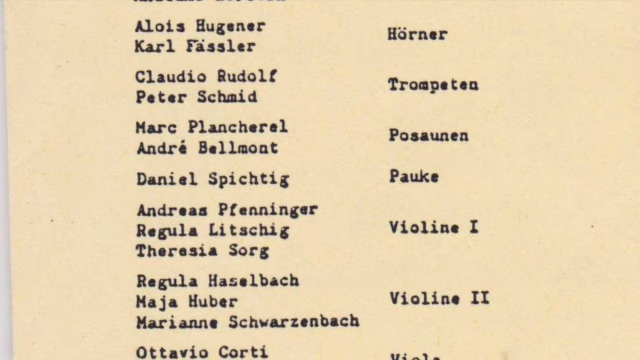 Alois Hugener
Karl Fässler
Hörner
Claudio Rudolf
Peter Schmid
Trompeten
Marc Plancherel
André Bellmont
Posaunen
Daniel Spichtig
Pauke
Andreas Pfenninger
Regula Litschig
Theresia Sorg
Violine I
Regula Haselbach
Maja Huber
Marianne Schwarzenbach
Violine II
Ottavio Corti
Viola